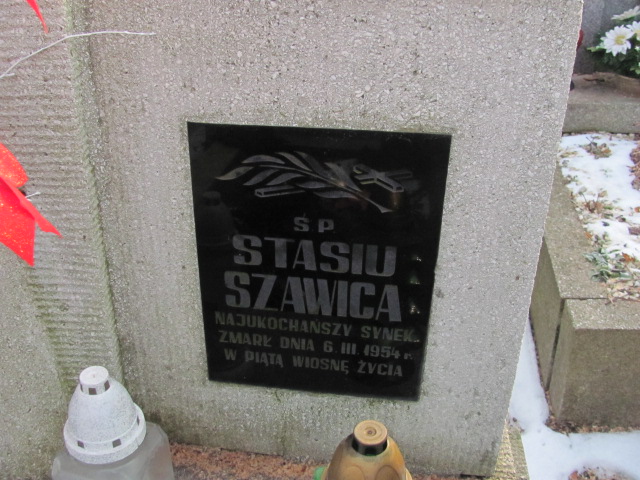 ŚP
STASIU
SZAWICA
NAJUKOCHAŃSZY SYNEK
ZMARŁ DNIA 6 III 1954 r.
W PIĄTĄ WIOSNĘ ŻYCIA